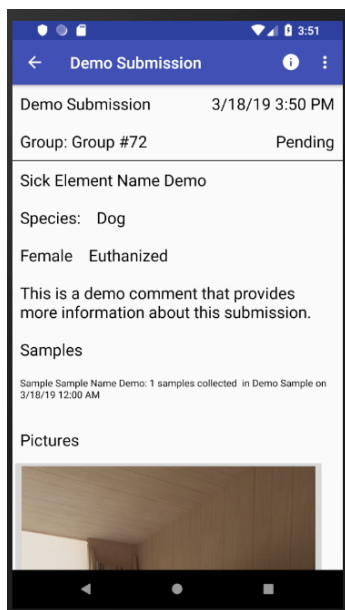 3:51
Demo Submission
Demo Submission 3/18/19 3:50 PM
Group: Group #72 Pending
Sick Element Name Demo
Species: Dog
Female Euthanized
This is a demo comment that provides
more information about this submission.
Samples
Sample Sample Name Demo: 1 samples collected in Demo Sample on
3/18/19 12:00 AM
Pictures